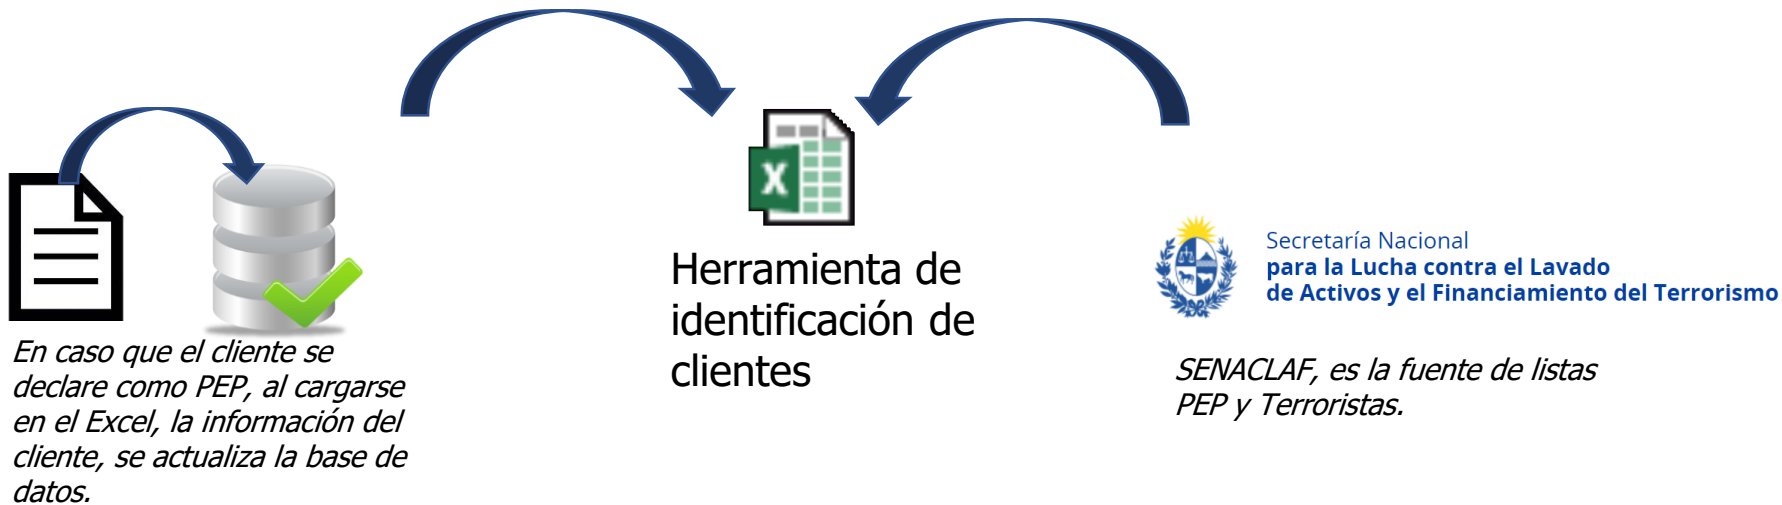 En caso que el cliente se
declare como PEP, al cargarse
en el Excel, la información del
cliente, se actualiza la base de
datos.
X
Herramienta de
identificación de
clientes
Secretaría Nacional
para la Lucha contra el Lavado
de Activos y el Financiamiento del Terrorismo
SENACLAF, es la fuente de listas
PEP y Terroristas.